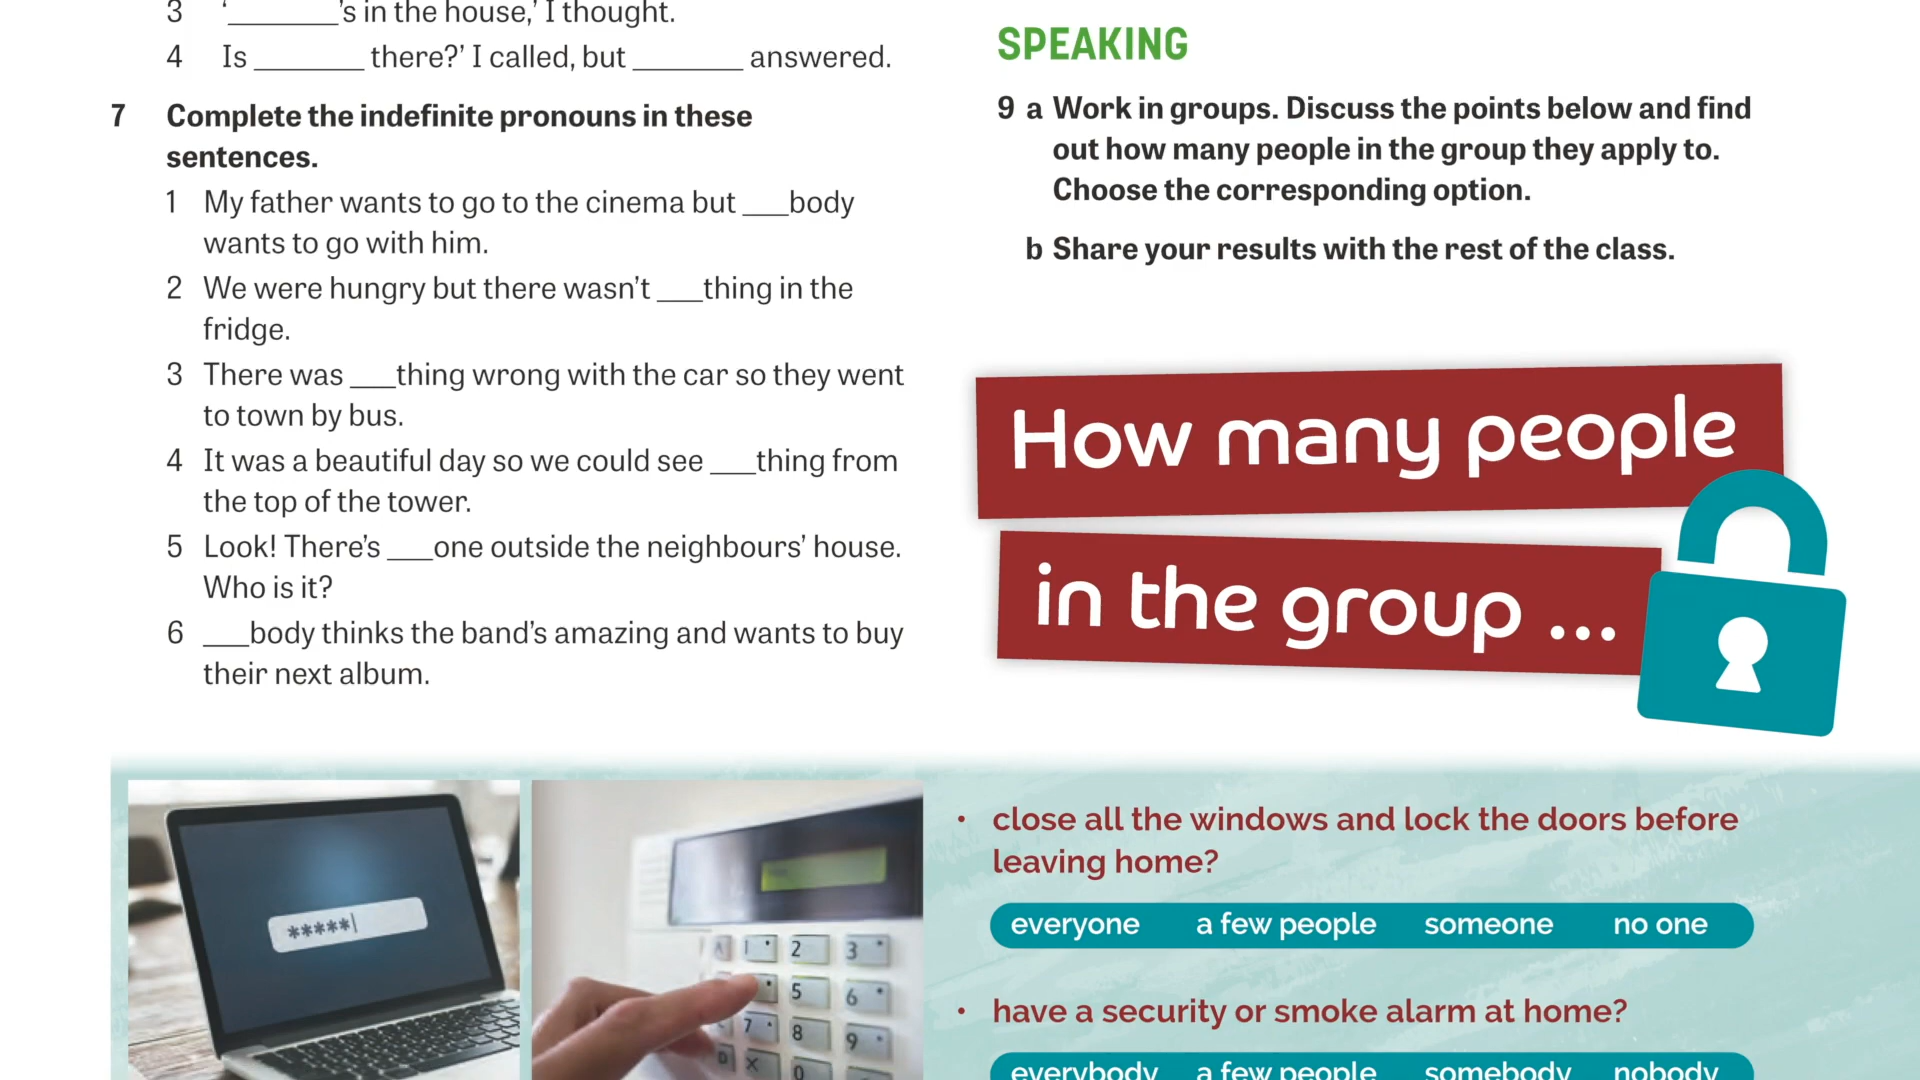 3 '________'s in the house,' I thought.
4 Is ________ there?' I called, but ________ answered.
7 Complete the indefinite pronouns in these
sentences.
1 My father wants to go to the cinema but ___body
wants to go with him.
2 We were hungry but there wasn't ___thing in the
fridge.
3 There was ___thing wrong with the car so they went
to town by bus.
4 It was a beautiful day so we could see ___thing from
the top of the tower.
5 Look! There's ___one outside the neighbours' house.
Who is it?
6 ___body thinks the band's amazing and wants to buy
their next album.
SPEAKING
9 a Work in groups. Discuss the points below and find
out how many people in the group they apply to.
Choose the corresponding option.
b Share your results with the rest of the class.
How many people
in the group ...
*****|
A 1 2 3
5 6
7 8 9
0
• close all the windows and lock the doors before
leaving home?
everyone a few people someone no one
• have a security or smoke alarm at home?
everybody a few people somebody nobody